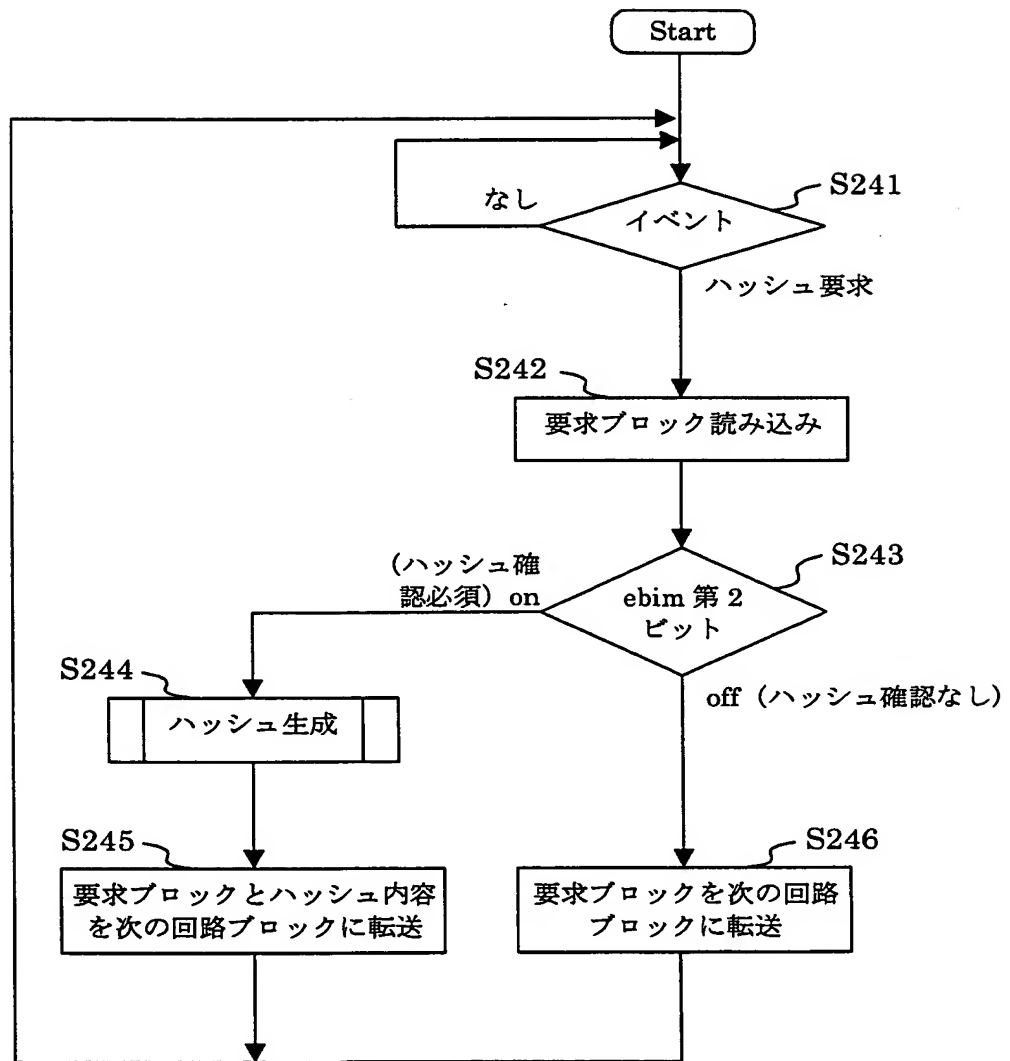 Start
S241
なし
イベント
ハッシュ要求
S242
要求ブロック読み込み
S243
（ハッシュ確
認必須）on
ebim 第 2
ビット
S244
off（ハッシュ確認なし）
ハッシュ生成
S245
要求ブロックとハッシュ内容
を次の回路ブロックに転送
S246
要求ブロックを次の回路
ブロックに転送